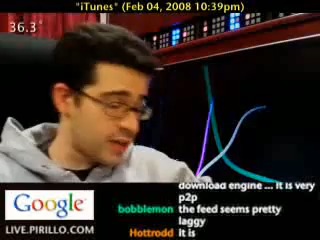 "iTunes" (Feb 04, 2008 10:39pm)
36.3°
Google
LIVE.PIRILLO.COM
download engine ... it is very
p2p
bobblemon the feed seems pretty
laggy
Hottrodd it is